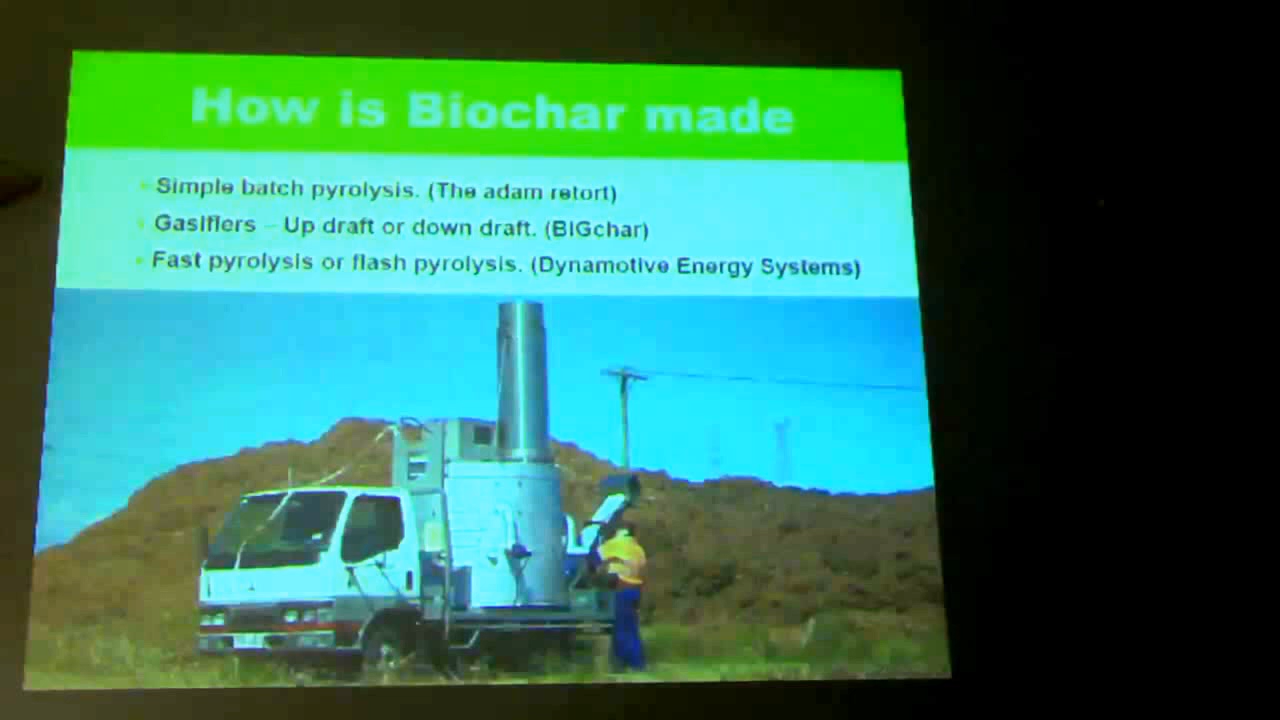 How is Biochar made
Simple batch pyrolysis. (The adam retort)
Gasifiers – Up draft or down draft. (BIGchar)
Fast pyrolysis or flash pyrolysis. (Dynamotive Energy Systems)